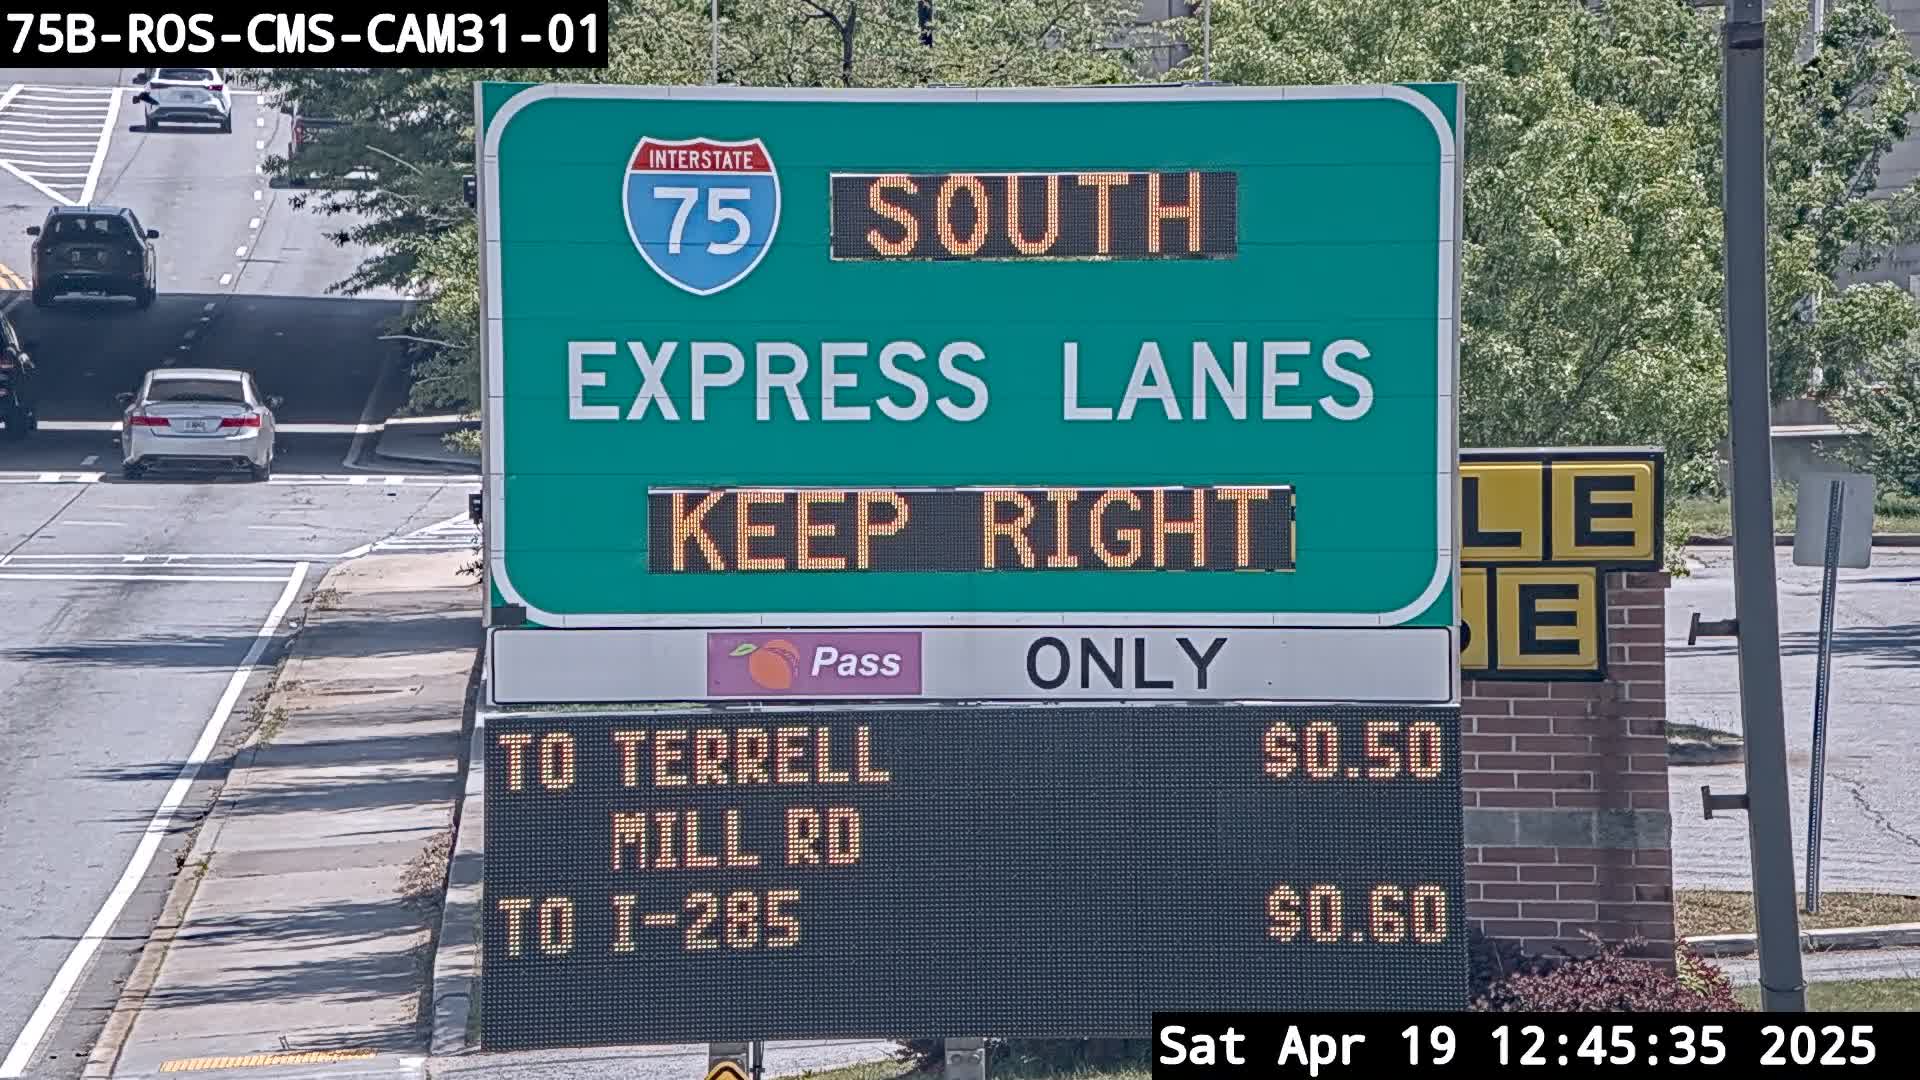 75B-ROS-CMS-CAM31-01
INTERSTATE
75
SOUTH
EXPRESS LANES
KEEP RIGHT
Pass ONLY
TO TERRELL $0.50
MILL RD
TO I-285 $0.60
LE
E
Sat Apr 19 12:45:35 2025